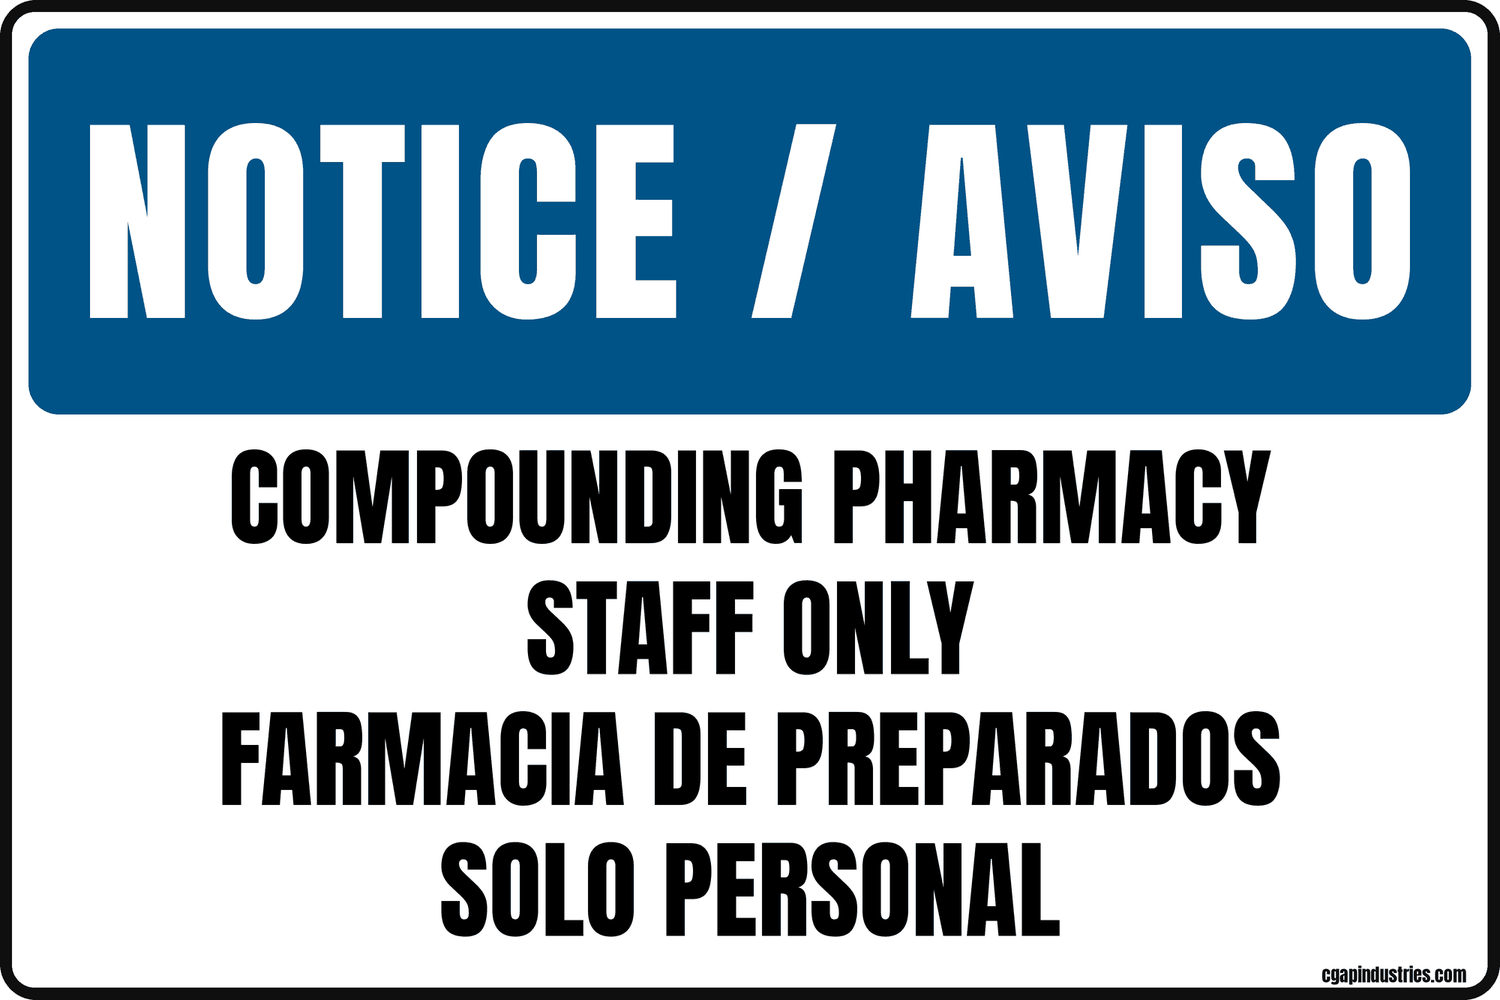 NOTICE / AVISO
COMPOUNDING PHARMACY
STAFF ONLY
FARMACIA DE PREPARADOS
SOLO PERSONAL
cgapindustries.com